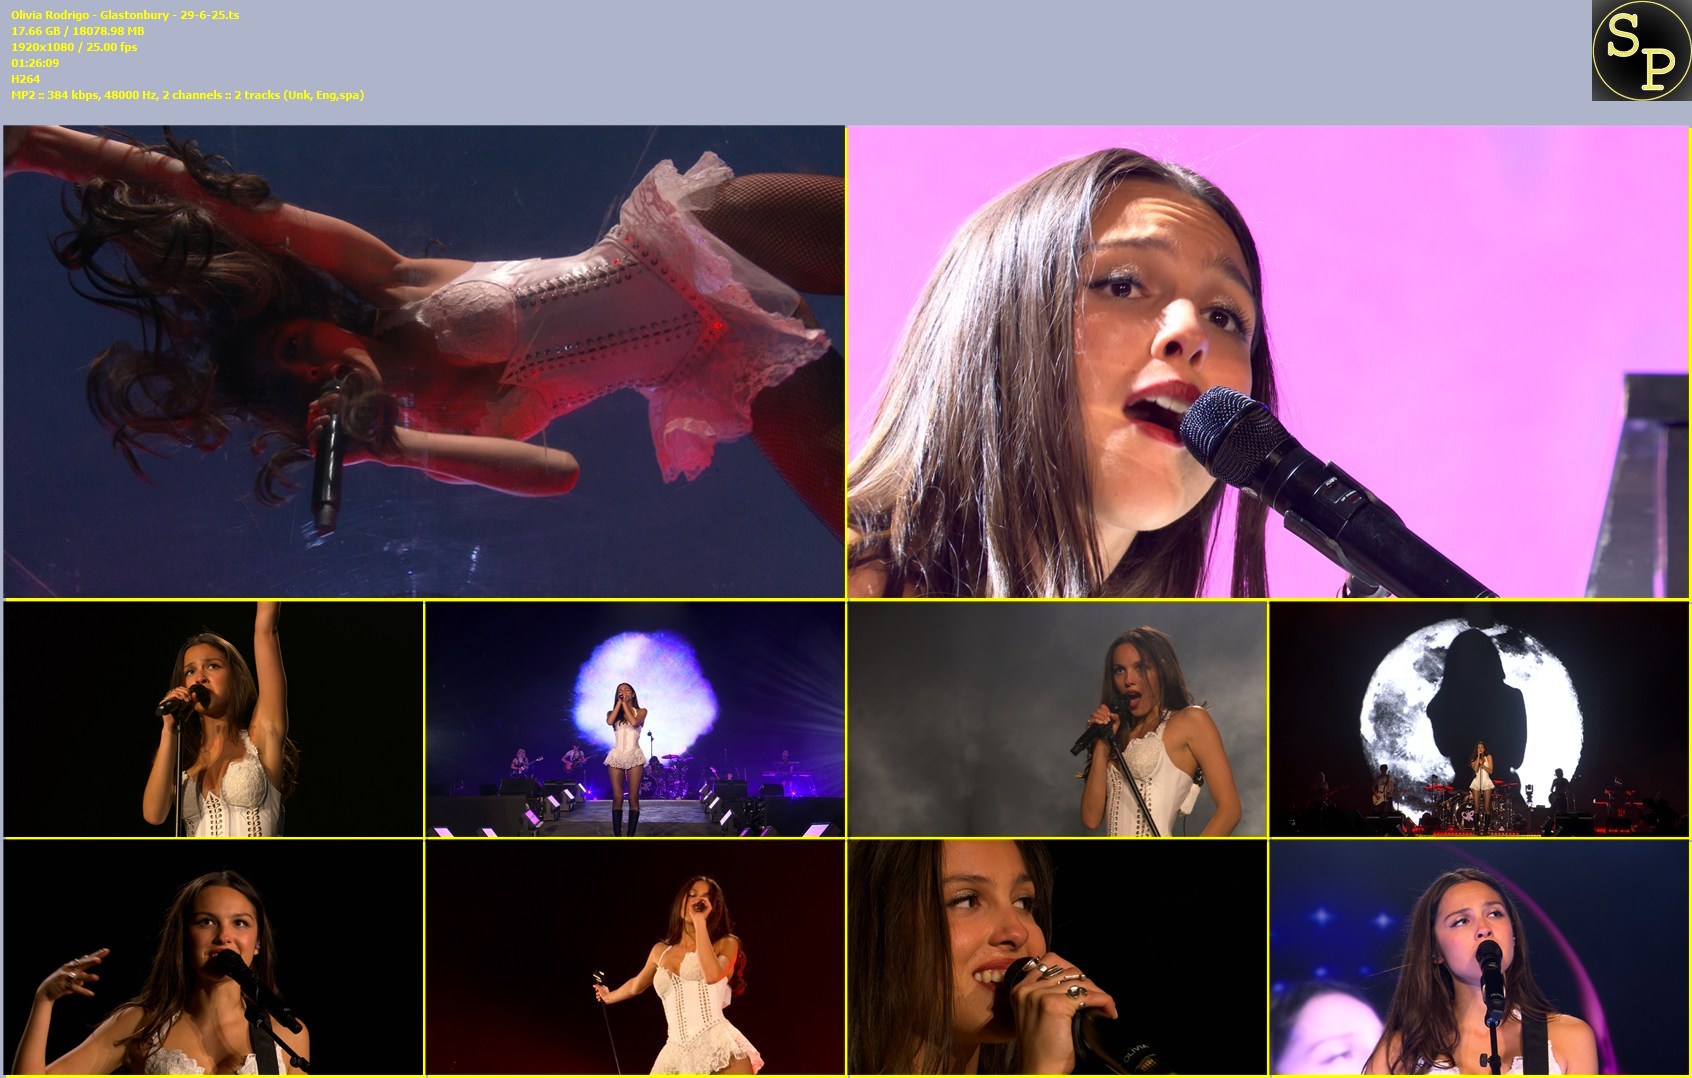 Olivia Rodrigo - Glastonbury - 29-6-25.ts
17.66 GB / 18078.98 MB
1920x1080 / 25.00 fps
01:26:09
H264
MP2 :: 384 kbps, 48000 Hz, 2 channels :: 2 tracks (Unk, Eng,spa)
SP
OLIVIA